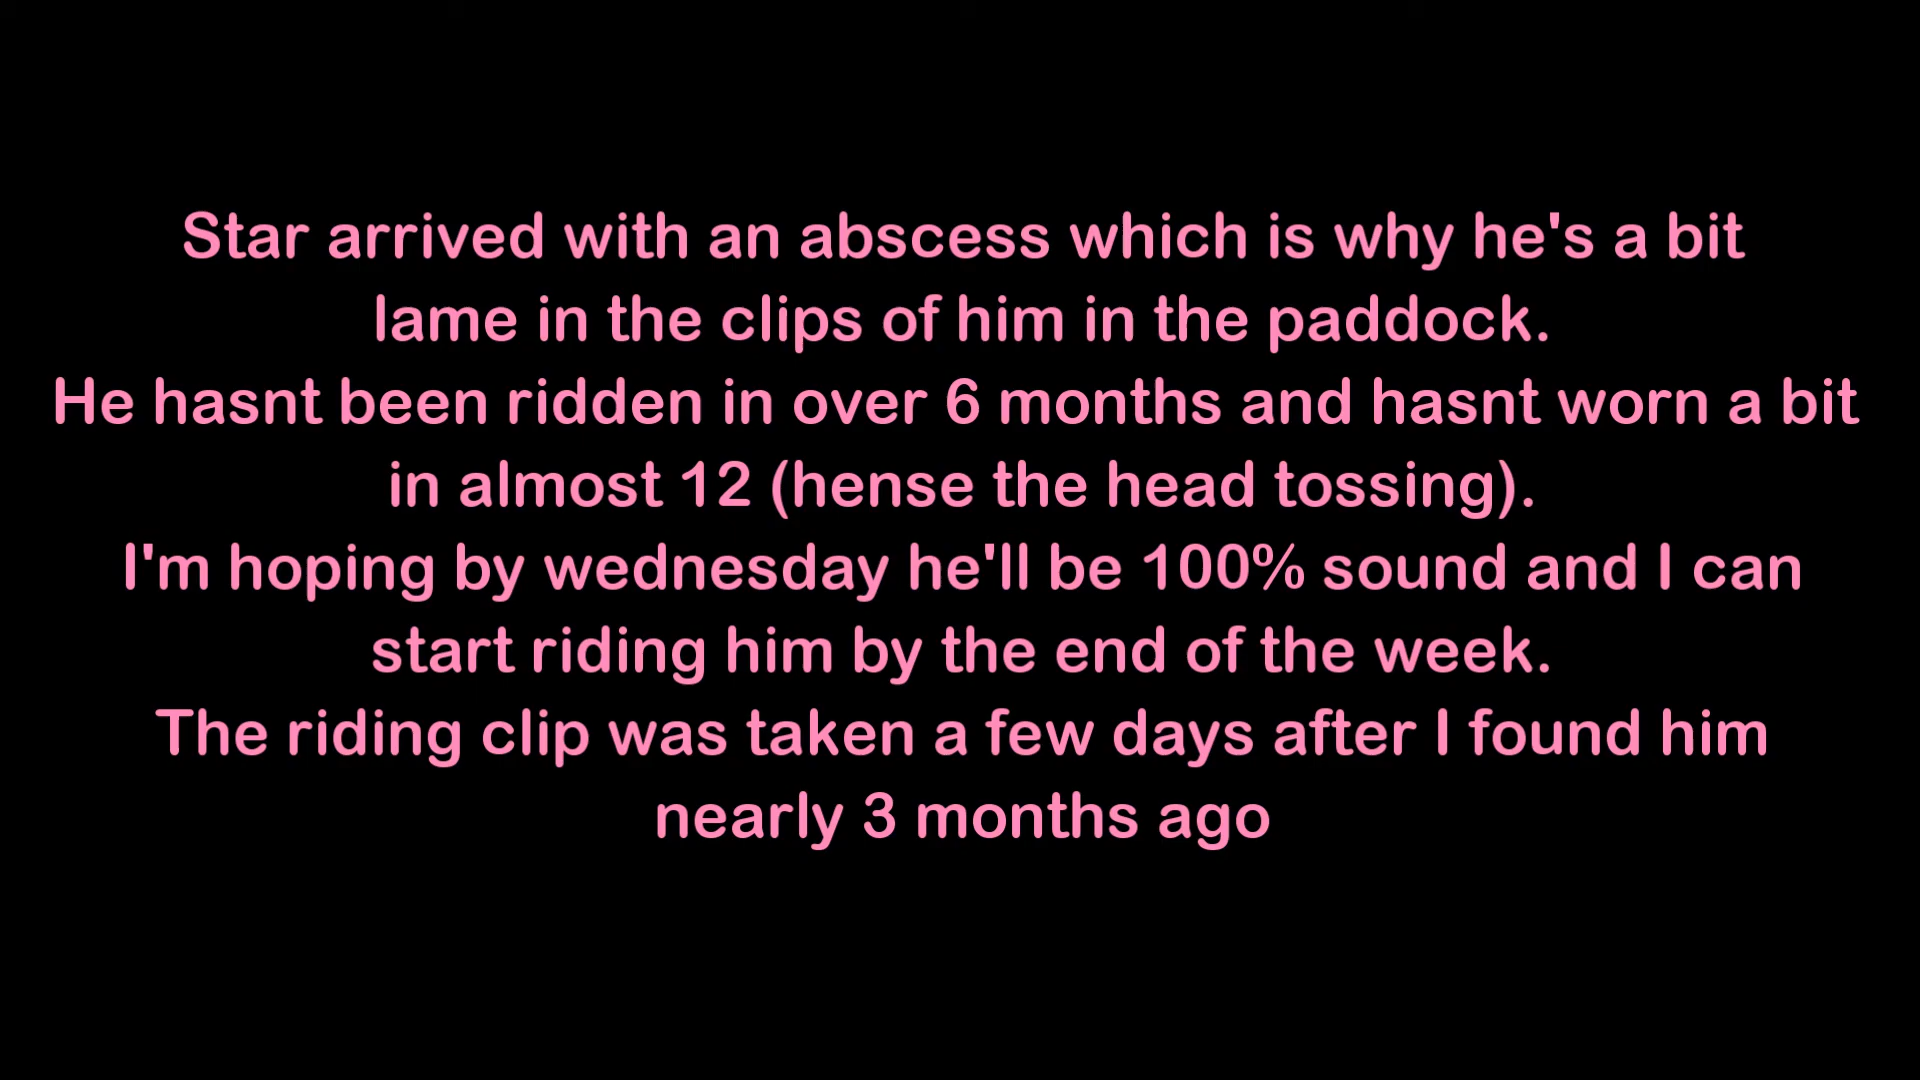 Star arrived with an abscess which is why he's a bit
lame in the clips of him in the paddock.
He hasnt been ridden in over 6 months and hasnt worn a bit
in almost 12 (hense the head tossing).
I'm hoping by wednesday he'll be 100% sound and I can
start riding him by the end of the week.
The riding clip was taken a few days after I found him
nearly 3 months ago